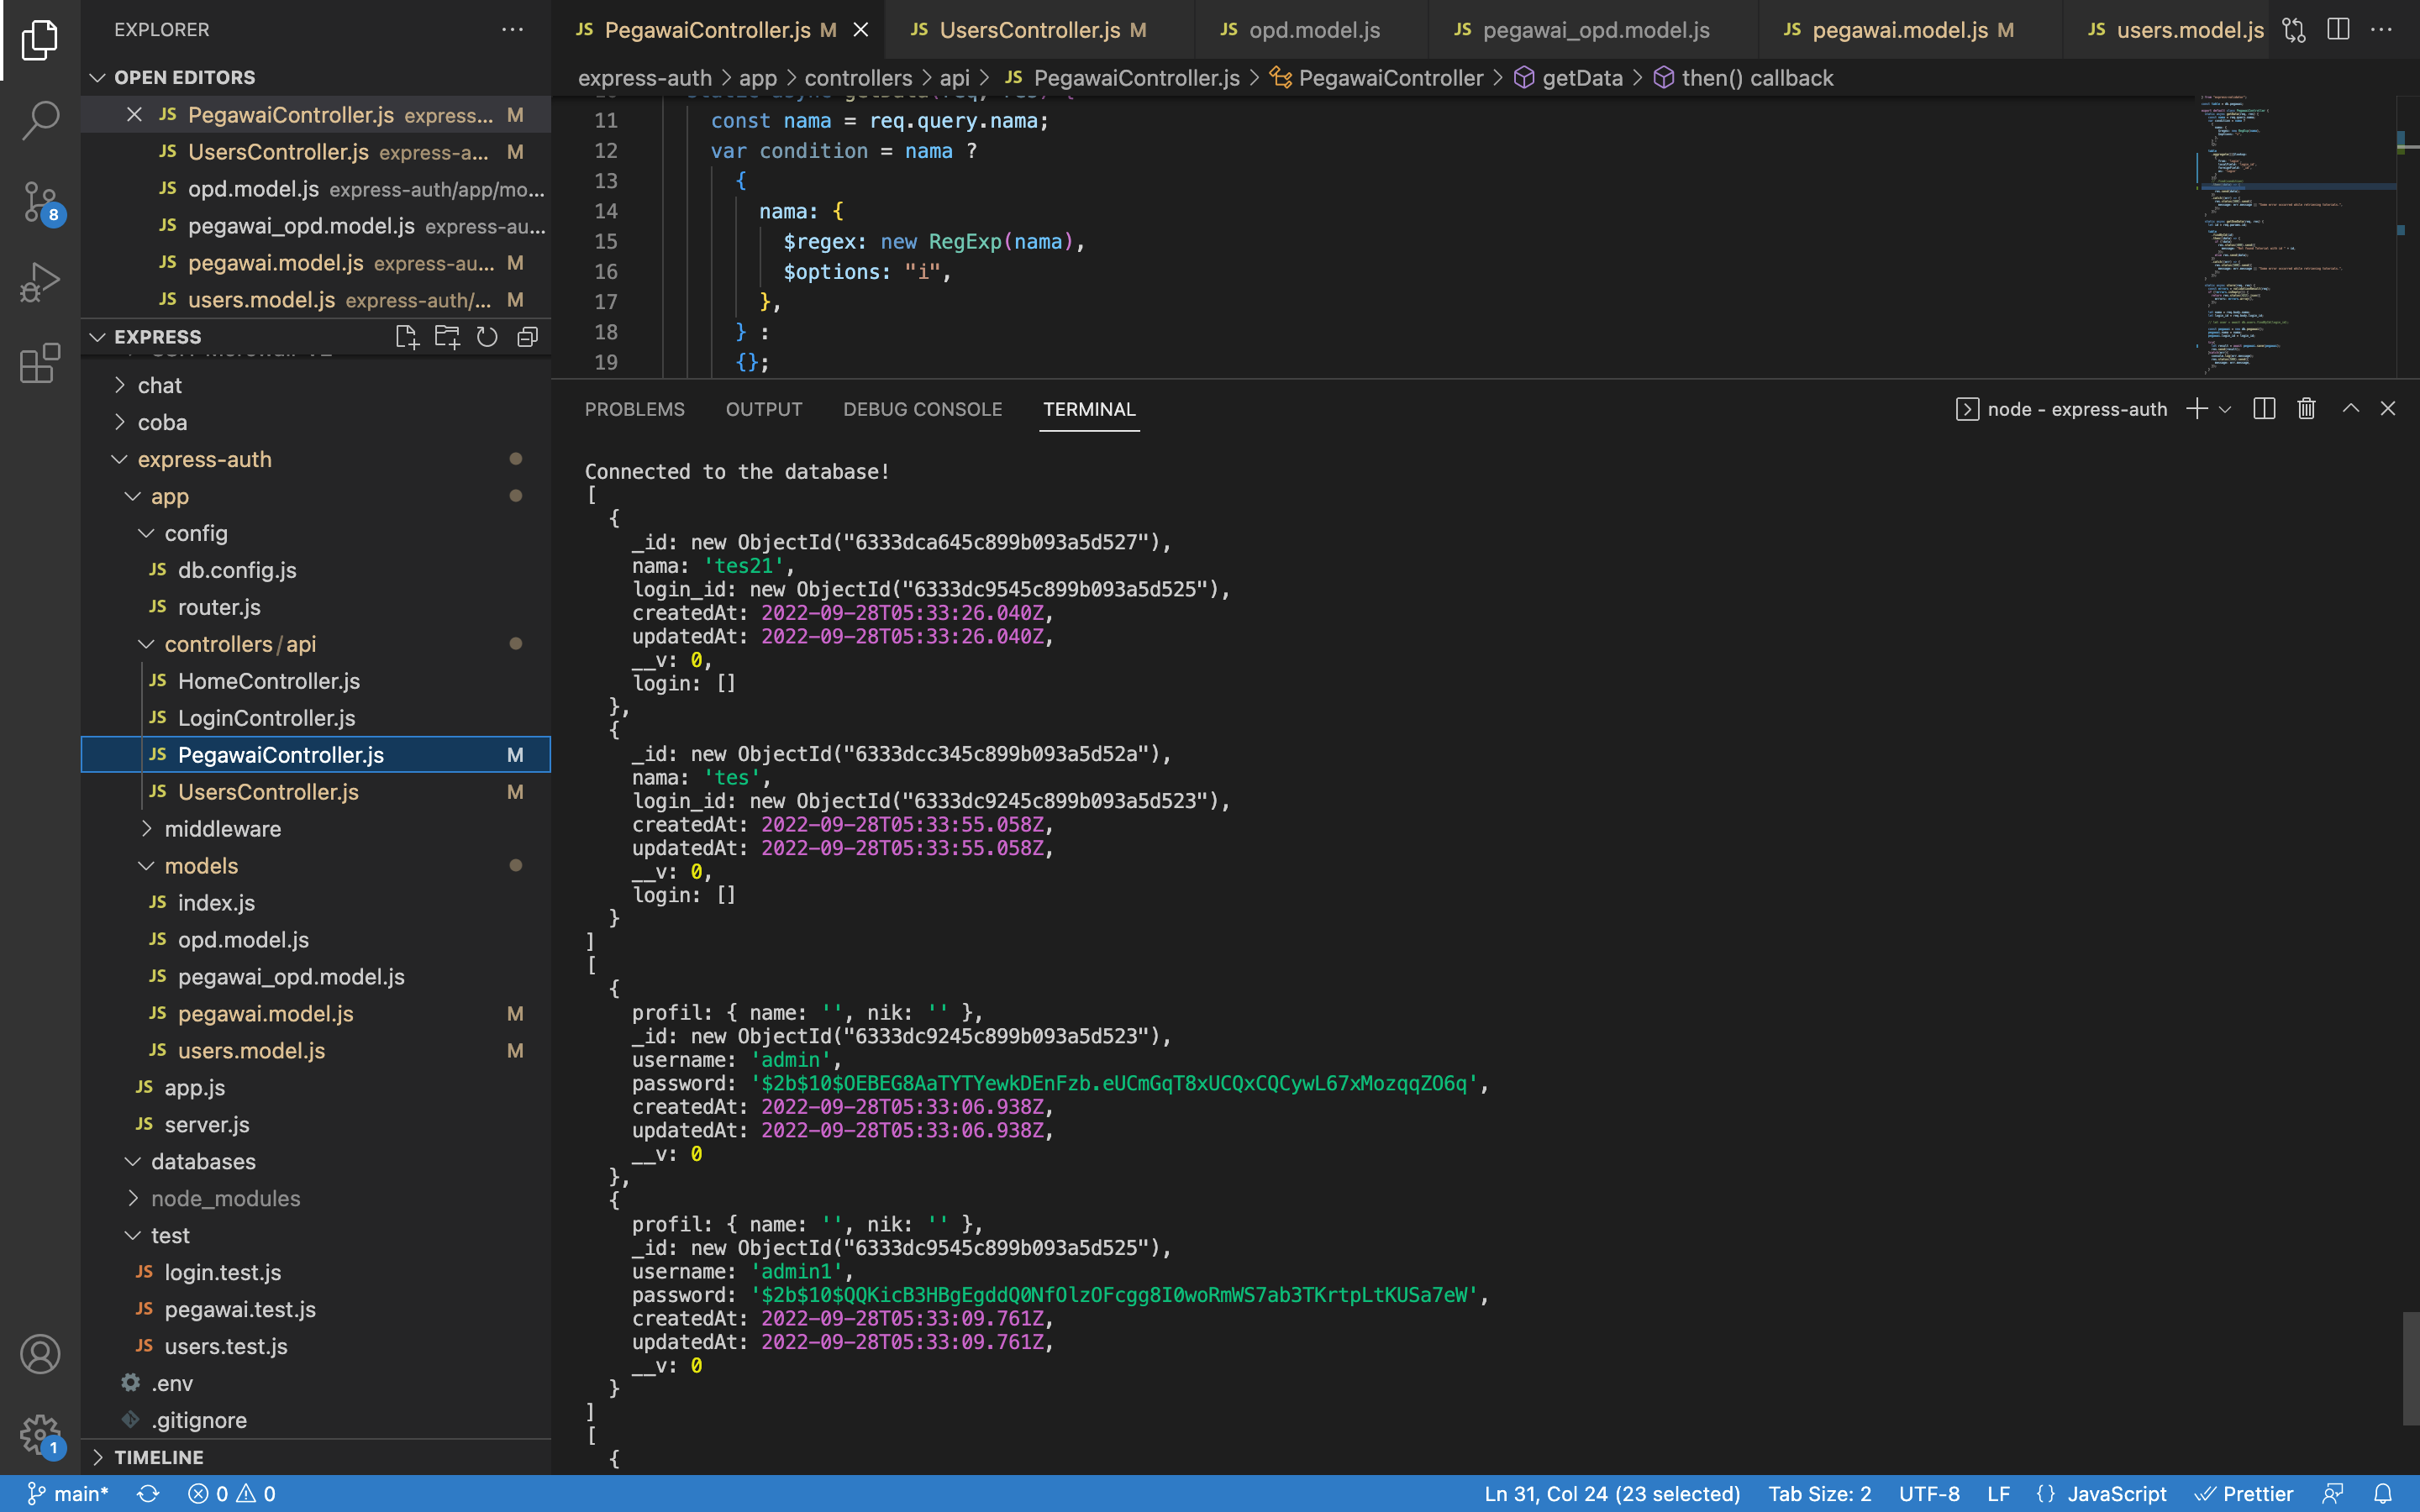 EXPLORER
OPEN EDITORS
JS PegawaiController.js express... M
JS UsersController.js express-a... M
JS opd.model.js express-auth/app/mo...
JS pegawai_opd.model.js express-au...
JS pegawai.model.js express-au... M
JS users.model.js express-auth/... M
EXPRESS
chat
coba
express-auth
app
config
JS db.config.js
JS router.js
controllers/api
JS HomeController.js
JS LoginController.js
JS PegawaiController.js M
JS UsersController.js M
middleware
models
JS index.js
JS opd.model.js
JS pegawai_opd.model.js
JS pegawai.model.js M
JS users.model.js M
JS app.js
JS server.js
databases
node_modules
test
JS login.test.js
JS pegawai.test.js
JS users.test.js
.env
.gitignore
TIMELINE
8
1
JS PegawaiController.js M JS UsersController.js M JS opd.model.js JS pegawai_opd.model.js JS pegawai.model.js M JS users.model.js
express-auth > app > controllers > api > JS PegawaiController.js > PegawaiController > getData > then() callback
11 const nama = req.query.nama;
12 var condition = nama ?
13 {
14 nama: {
15 $regex: new RegExp(nama),
16 $options: "i",
17 },
18 } :
19 {};
PROBLEMS OUTPUT DEBUG CONSOLE TERMINAL node - express-auth
Connected to the database!
[
{
_id: new ObjectId("6333dca645c899b093a5d527"),
nama: 'tes21',
login_id: new ObjectId("6333dc9545c899b093a5d525"),
createdAt: 2022-09-28T05:33:26.040Z,
updatedAt: 2022-09-28T05:33:26.040Z,
__v: 0,
login: []
},
{
_id: new ObjectId("6333dcc345c899b093a5d52a"),
nama: 'tes',
login_id: new ObjectId("6333dc9245c899b093a5d523"),
createdAt: 2022-09-28T05:33:55.058Z,
updatedAt: 2022-09-28T05:33:55.058Z,
__v: 0,
login: []
}
]
[
{
profil: { name: '', nik: '' },
_id: new ObjectId("6333dc9245c899b093a5d523"),
username: 'admin',
password: '$2b$10$OEBEG8AaTYTYewkDEnFzb.eUCmGqT8xUCQxCQCywL67xMozqqZO6q',
createdAt: 2022-09-28T05:33:06.938Z,
updatedAt: 2022-09-28T05:33:06.938Z,
__v: 0
},
{
profil: { name: '', nik: '' },
_id: new ObjectId("6333dc9545c899b093a5d525"),
username: 'admin1',
password: '$2b$10$QQKicB3HBgEgddQ0NfOlzOFcgg8I0woRmWS7ab3TKrtpLtKUSa7eW',
createdAt: 2022-09-28T05:33:09.761Z,
updatedAt: 2022-09-28T05:33:09.761Z,
__v: 0
}
]
[
{
main* 0 0 Ln 31, Col 24 (23 selected) Tab Size: 2 UTF-8 LF {} JavaScript Prettier